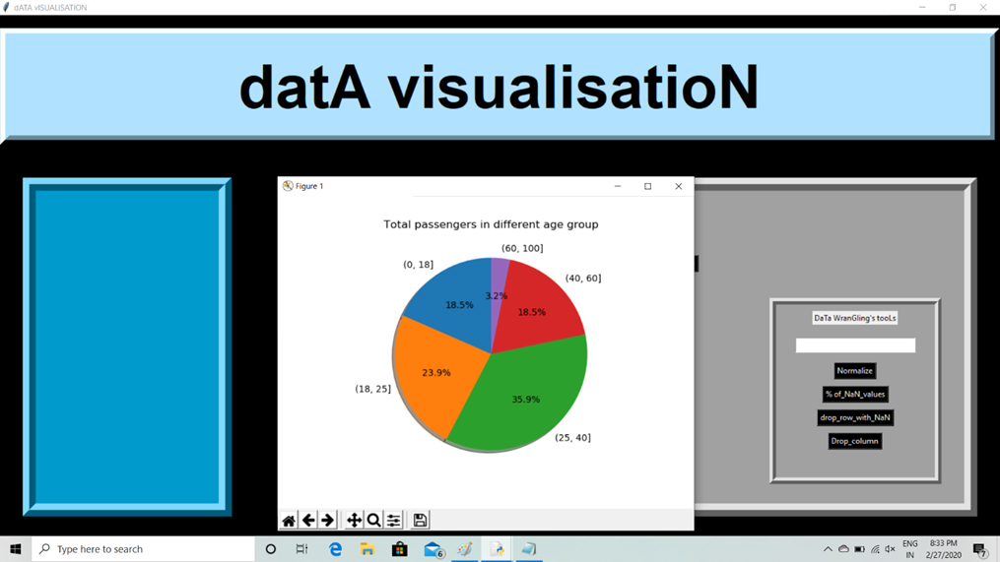 dATA vISUALISATION
datA visualisatioN
Figure 1
Total passengers in different age group
(60, 100]
(0, 18]
(40, 60]
3.2%
18.5%
18.5%
23.9%
(18, 25]
35.9%
(25, 40]
DaTa WranGling's tooLs
Normalize
% of_NaN_values
drop_row_with_NaN
Drop_column
Type here to search
6
ENG
IN
8:33 PM
2/27/2020
7